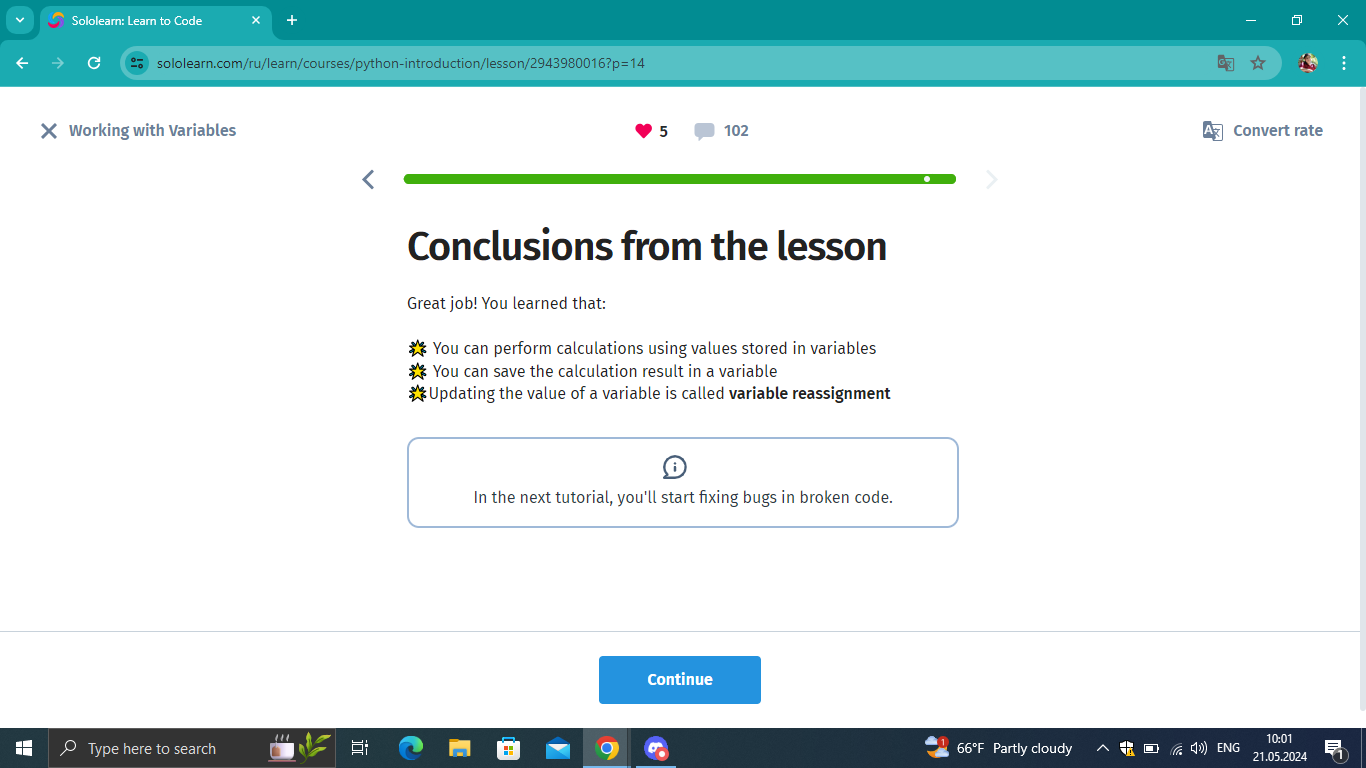 Sololearn: Learn to Code
sololearn.com/ru/learn/courses/python-introduction/lesson/2943980016?p=14
Working with Variables
5
102
Convert rate
Conclusions from the lesson
Great job! You learned that:
🌟 You can perform calculations using values stored in variables
🌟 You can save the calculation result in a variable
🌟Updating the value of a variable is called variable reassignment
In the next tutorial, you'll start fixing bugs in broken code.
Continue
Type here to search
1
66°F Partly cloudy
ENG
10:01
21.05.2024
1